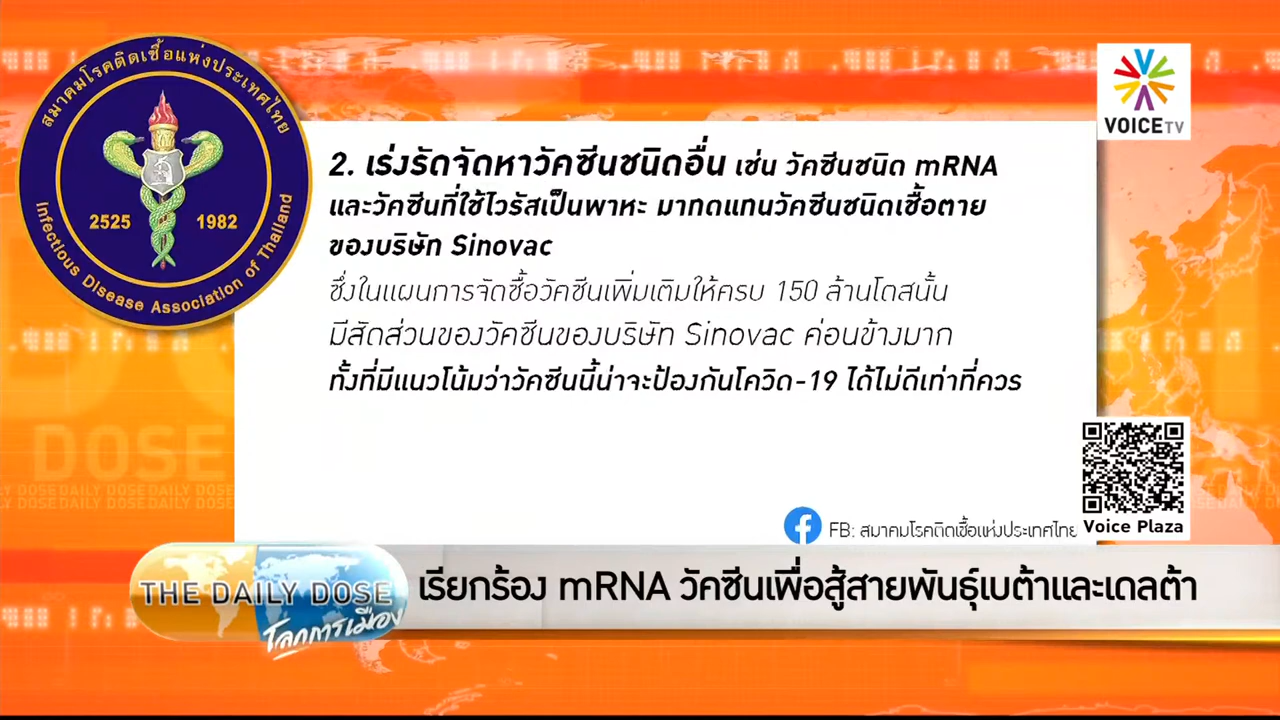 สมาคมโรคติดเชื้อแห่งประเทศไทย
2525 1982
Infectious Disease Association of Thailand
VOICE TV
2. เร่งรัดจัดหาวัคซีนชนิดอื่น เช่น วัคซีนชนิด mRNA
และวัคซีนที่ใช้ไวรัสเป็นพาหะ มาทดแทนวัคซีนชนิดเชื้อตาย
ของบริษัท Sinovac
ซึ่งในแผนการจัดซื้อวัคซีนเพิ่มเติมให้ครบ 150 ล้านโดสนั้น
มีสัดส่วนของวัคซีนของบริษัท Sinovac ค่อนข้างมาก
ทั้งที่มีแนวโน้มว่าวัคซีนนี้น่าจะป้องกันโควิด-19 ได้ไม่ดีเท่าที่ควร
DOSE
DAILY DOSE DAILY DOSE DAILY DOSE
Voice Plaza
FB: สมาคมโรคติดเชื้อแห่งประเทศไทย
THE DAILY DOSE
โลกการเมือง
เรียกร้อง mRNA วัคซีนเพื่อสู้สายพันธุ์เบต้าและเดลต้า